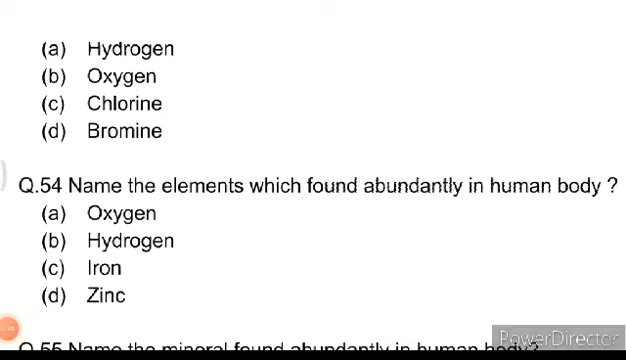 (a) Hydrogen
(b) Oxygen
(c) Chlorine
(d) Bromine
Q.54 Name the elements which found abundantly in human body ?
(a) Oxygen
(b) Hydrogen
(c) Iron
(d) Zinc
PowerDirector
Q.55 Name the mineral found abundantly in human body?